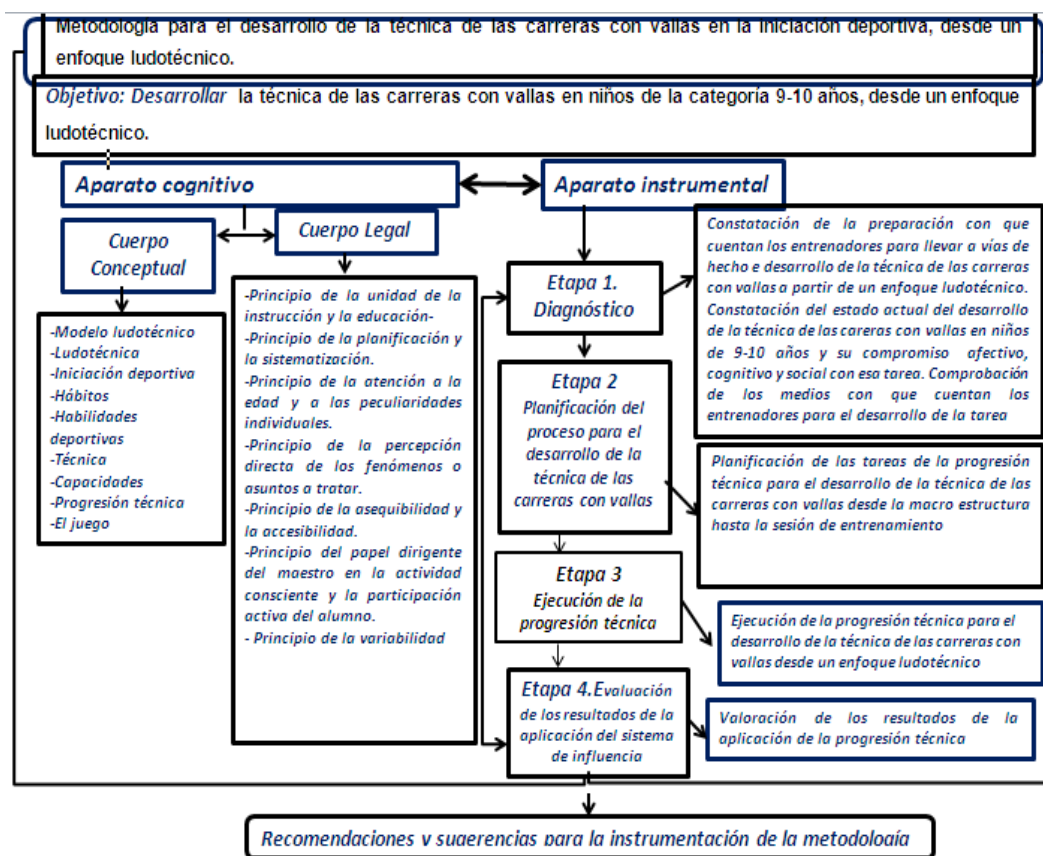 Metodología para el desarrollo de la técnica de las carreras con vallas en la iniciación deportiva, desde un
enfoque ludotécnico.
Objetivo: Desarrollar la técnica de las carreras con vallas en niños de la categoría 9-10 años, desde un enfoque
ludotécnico.
Aparato cognitivo
Aparato instrumental
Cuerpo
Conceptual
Cuerpo Legal
-Modelo ludotécnico
-Ludotécnica
-Iniciación deportiva
-Hábitos
-Habilidades
deportivas
-Técnica
-Capacidades
-Progresión técnica
-El juego
-Principio de la unidad de la
instrucción y la educación-
-Principio de la planificación y
la sistematización.
-Principio de la atención a la
edad y a las peculiaridades
individuales.
-Principio de la percepción
directa de los fenómenos o
asuntos a tratar.
-Principio de la asequibilidad y
la accesibilidad.
-Principio del papel dirigente
del maestro en la actividad
consciente y la participación
activa del alumno.
- Principio de la variabilidad
Etapa 1.
Diagnóstico
Constatación de la preparación con que
cuentan los entrenadores para llevar a vías de
hecho e desarrollo de la técnica de las carreras
con vallas a partir de un enfoque ludotécnico.
Constatación del estado actual del desarrollo
de la técnica de las careras con vallas en niños
de 9-10 años y su compromiso afectivo,
cognitivo y social con esa tarea. Comprobación
de los medios con que cuentan los
entrenadores para el desarrollo de la tarea
Etapa 2
Planificación del
proceso para el
desarrollo de la
técnica de las
carreras con vallas
Planificación de las tareas de la progresión
técnica para el desarrollo de la técnica de las
carreras con vallas desde la macro estructura
hasta la sesión de entrenamiento
Etapa 3
Ejecución de la
progresión técnica
Ejecución de la progresión técnica para el
desarrollo de la técnica de las carreras con
vallas desde un enfoque ludotécnico
Etapa 4.Evaluación
de los resultados de la
aplicación del sistema
de influencia
Valoración de los resultados de la
aplicación de la progresión técnica
Recomendaciones y sugerencias para la instrumentación de la metodología